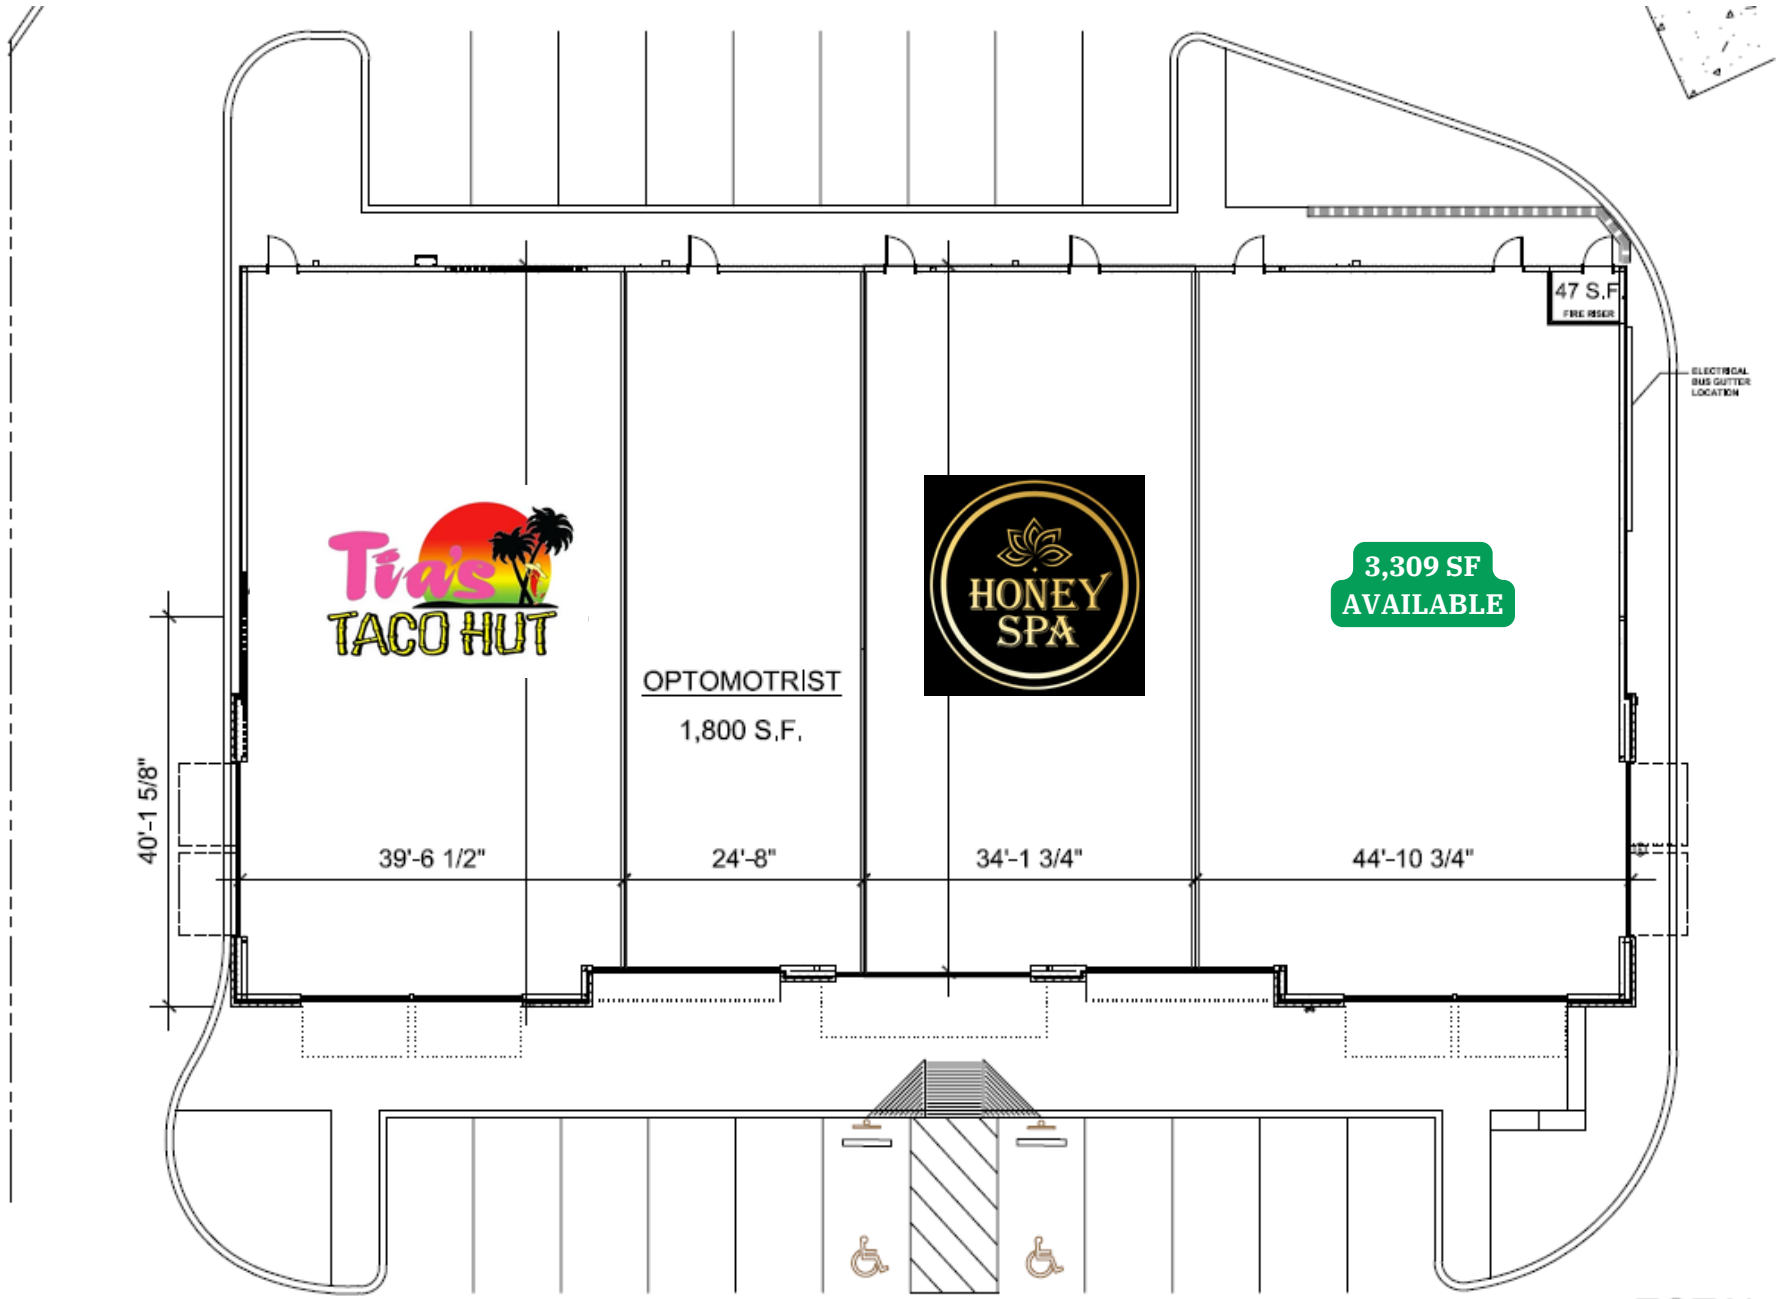 47 S.F.
FIRE RISER
ELECTRICAL
BUS GUTTER
LOCATION
Tia's
TACO HUT
HONEY
SPA
3,309 SF
AVAILABLE
OPTOMOTRIST
1,800 S.F.
40'-1 5/8"
39'-6 1/2"
24'-8"
34'-1 3/4"
44'-10 3/4"